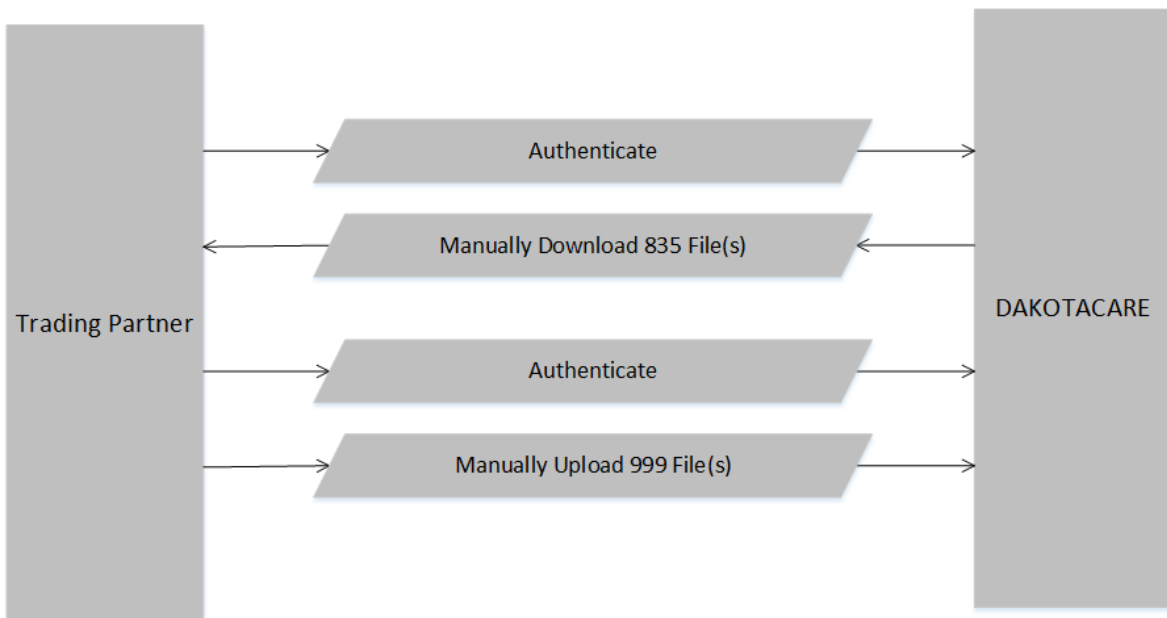 Trading Partner
Authenticate
Manually Download 835 File(s)
Authenticate
Manually Upload 999 File(s)
DAKOTACARE